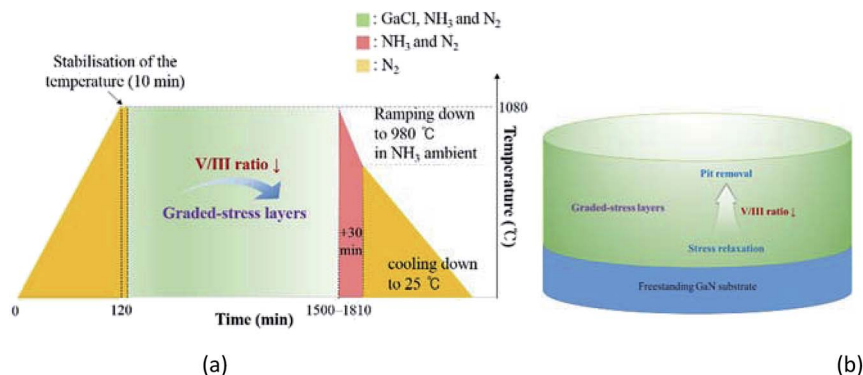 : GaCl, NH₃ and N₂
: NH₃ and N₂
: N₂
Stabilisation of the
temperature (10 min)
V/III ratio ↓
Graded-stress layers
Ramping down
to 980 ℃
in NH₃ ambient
+30
min
cooling down
to 25 ℃
1080
Temperature (℃)
0
120
Time (min)
1500–1810
(a)
Pit removal
Graded-stress layers
V/III ratio ↓
Stress relaxation
Freestanding GaN substrate
(b)